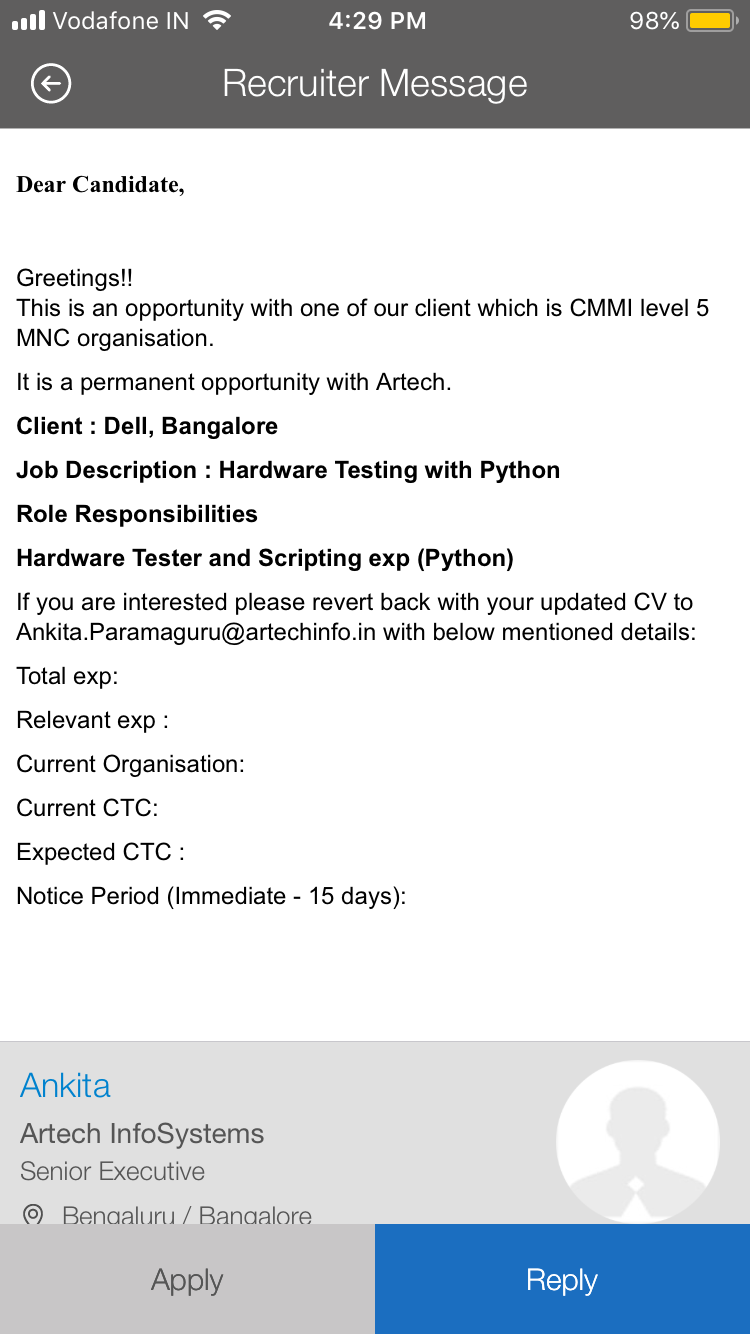 Vodafone IN 4:29 PM 98%
Recruiter Message
Dear Candidate,
Greetings!!
This is an opportunity with one of our client which is CMMI level 5
MNC organisation.
It is a permanent opportunity with Artech.
Client : Dell, Bangalore
Job Description : Hardware Testing with Python
Role Responsibilities
Hardware Tester and Scripting exp (Python)
If you are interested please revert back with your updated CV to
Ankita.Paramaguru@artechinfo.in with below mentioned details:
Total exp:
Relevant exp :
Current Organisation:
Current CTC:
Expected CTC :
Notice Period (Immediate - 15 days):
Ankita
Artech InfoSystems
Senior Executive
Bengaluru / Bangalore
Apply Reply